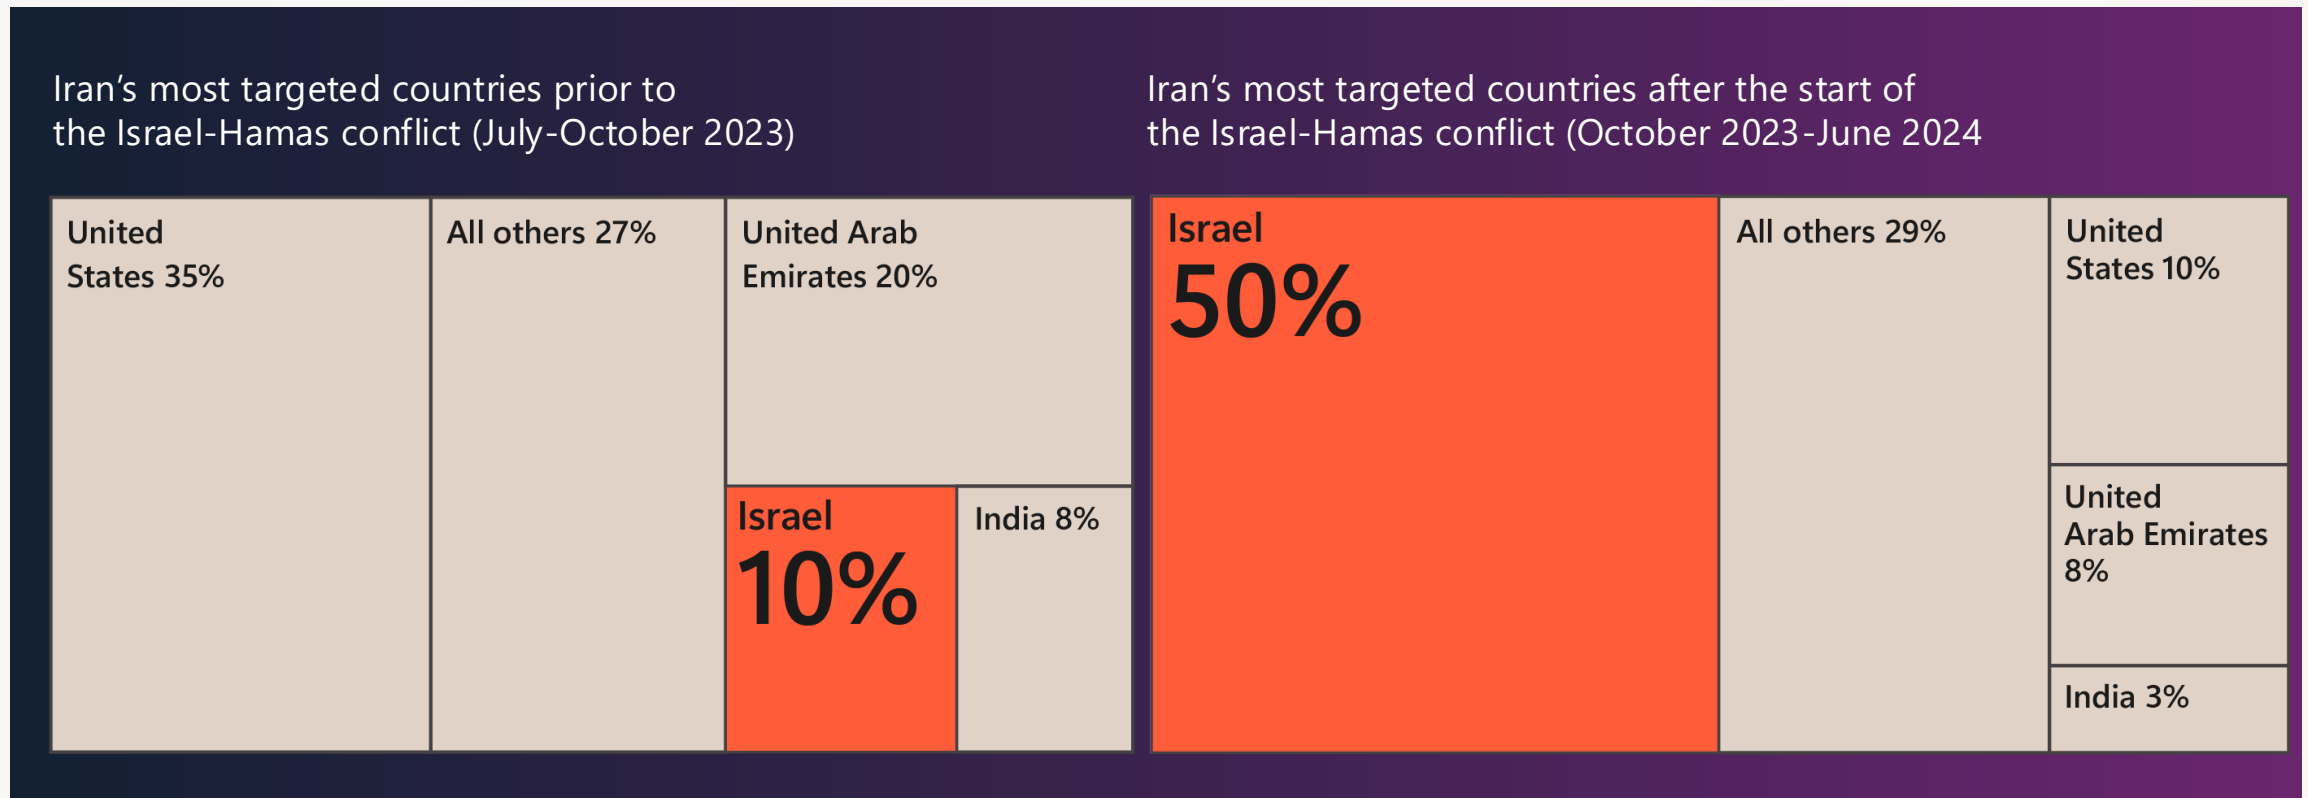 Iran’s most targeted countries prior to
the Israel-Hamas conflict (July-October 2023)
United
States 35%
All others 27%
United Arab
Emirates 20%
Israel
10%
India 8%
Iran’s most targeted countries after the start of
the Israel-Hamas conflict (October 2023-June 2024
Israel
50%
All others 29%
United
States 10%
United
Arab Emirates
8%
India 3%